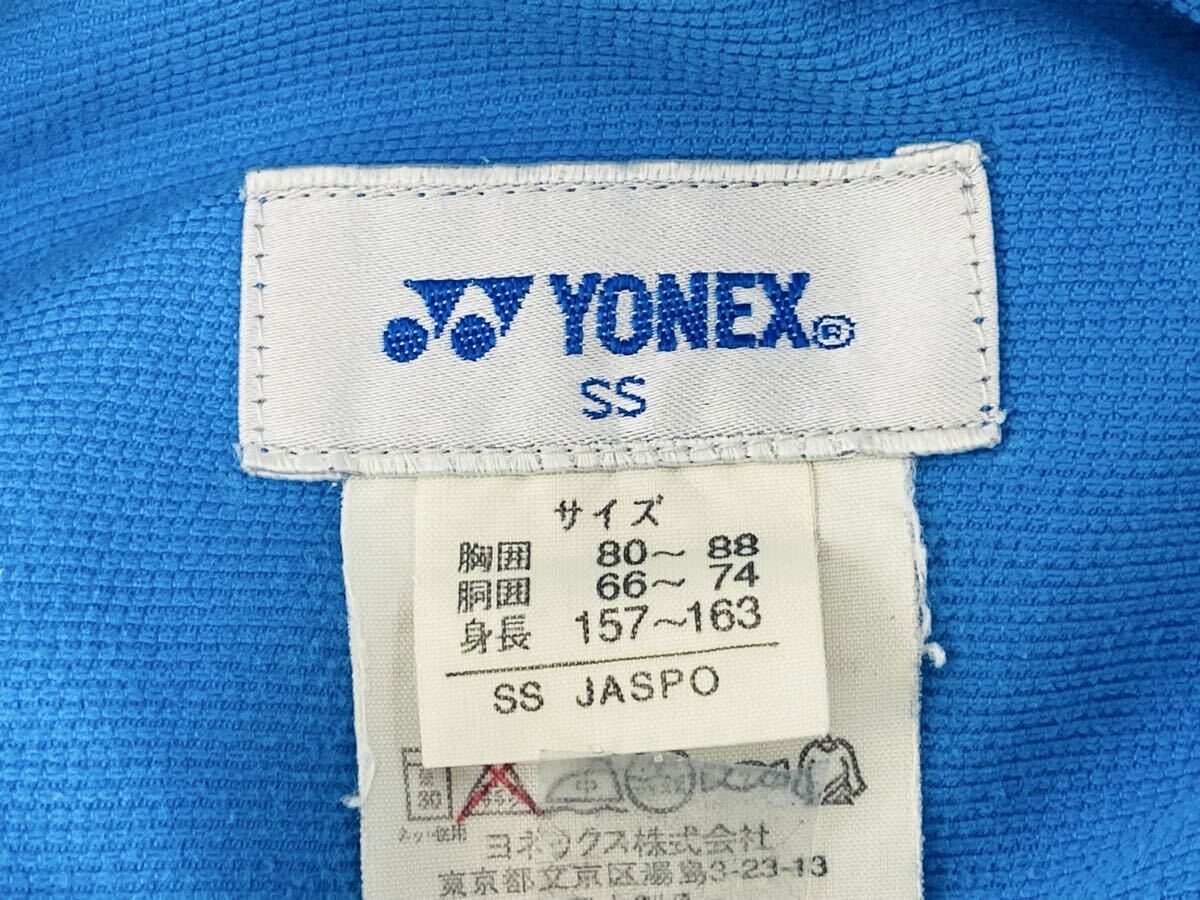 YONEX®
SS
サイズ
胸囲 80～ 88
胴囲 66～ 74
身長 157～163
SS JASPO
30
中
ヨネックス株式会社
東京都文京区湯島3-23-13